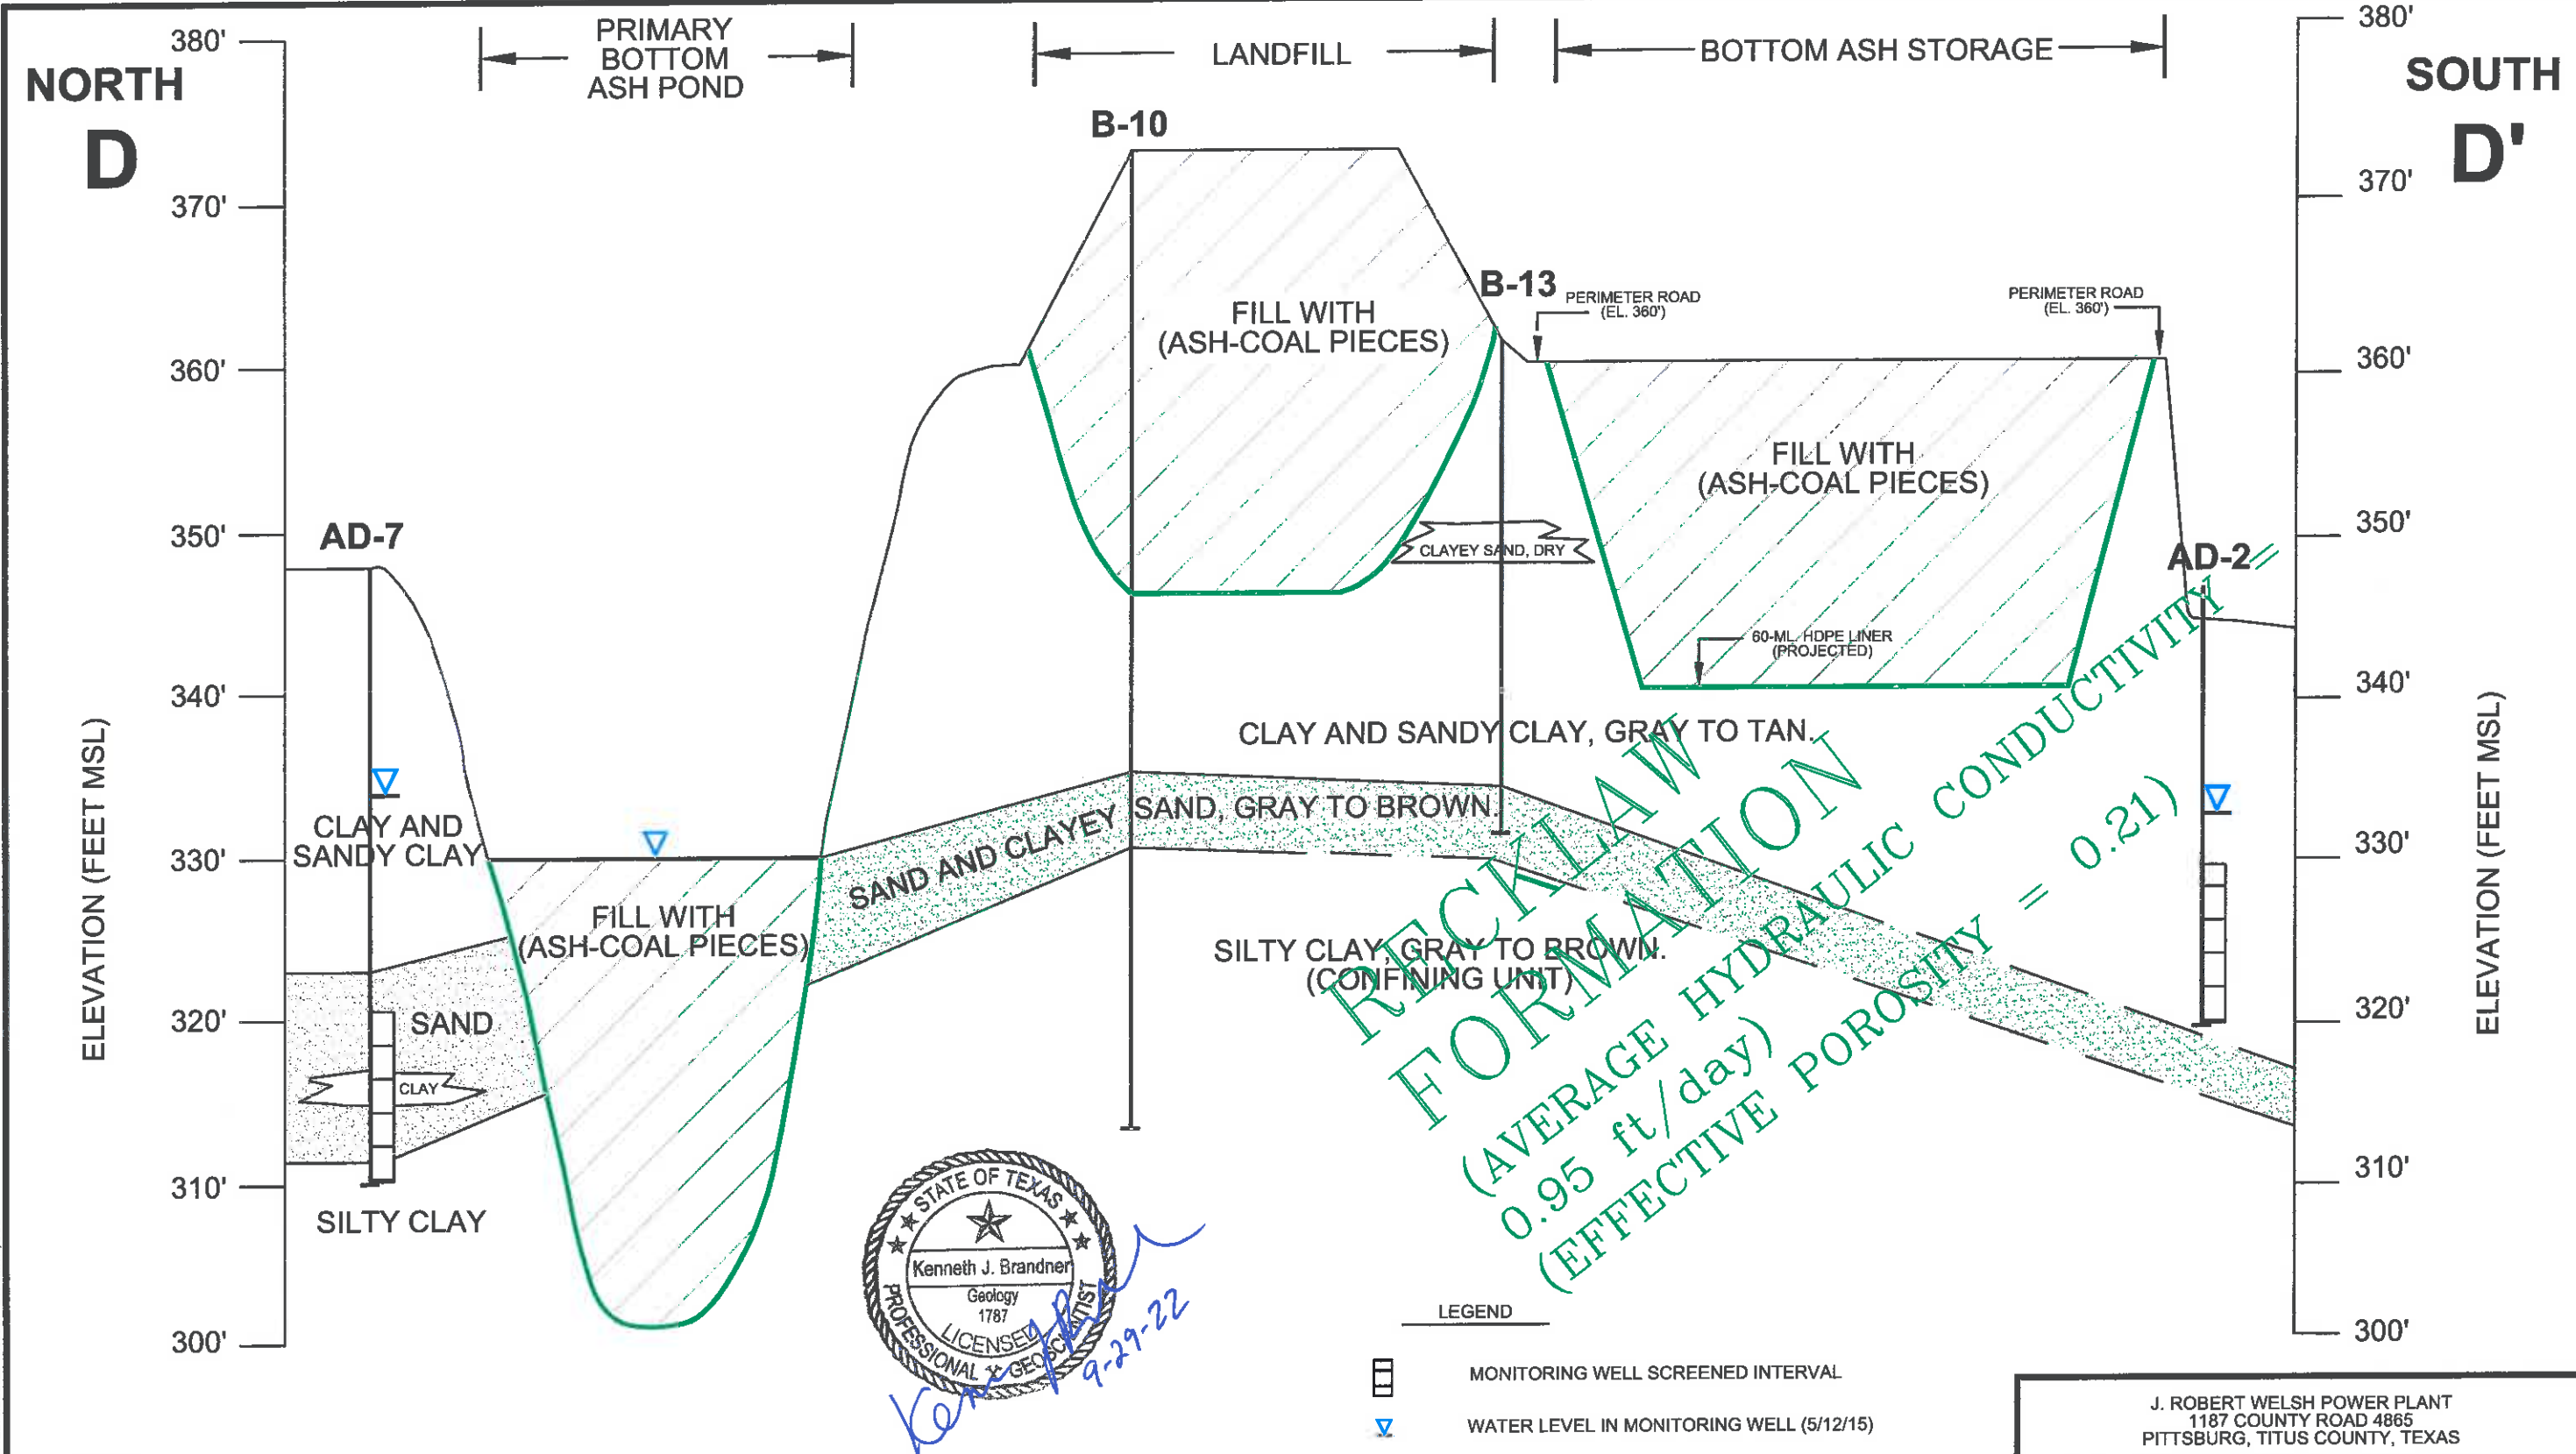 NORTH
D
PRIMARY
BOTTOM
ASH POND
LANDFILL
BOTTOM ASH STORAGE
SOUTH
D'
380'
370'
360'
350'
340'
330'
320'
310'
300'
ELEVATION (FEET MSL)
380'
370'
360'
350'
340'
330'
320'
310'
300'
ELEVATION (FEET MSL)
B-10
B-13
AD-7
AD-2
PERIMETER ROAD
(EL. 360')
PERIMETER ROAD
(EL. 360')
FILL WITH
(ASH-COAL PIECES)
FILL WITH
(ASH-COAL PIECES)
CLAYEY SAND, DRY
60-ML. HDPE LINER
(PROJECTED)
CLAY AND SANDY CLAY, GRAY TO TAN.
CLAY AND
SANDY CLAY
SAND AND CLAYEY SAND, GRAY TO BROWN.
FILL WITH
(ASH-COAL PIECES)
SILTY CLAY, GRAY TO BROWN.
(CONFINING UNIT)
SAND
CLAY
SILTY CLAY
RECKLAW
FORMATION
(AVERAGE HYDRAULIC CONDUCTIVITY =
0.95 ft/day)
(EFFECTIVE POROSITY = 0.21)
STATE OF TEXAS
Kenneth J. Brandner
Geology
1787
LICENSED
PROFESSIONAL GEOSCIENTIST
9-29-22
LEGEND
MONITORING WELL SCREENED INTERVAL
WATER LEVEL IN MONITORING WELL (5/12/15)
J. ROBERT WELSH POWER PLANT
1187 COUNTY ROAD 4865
PITTSBURG, TITUS COUNTY, TEXAS